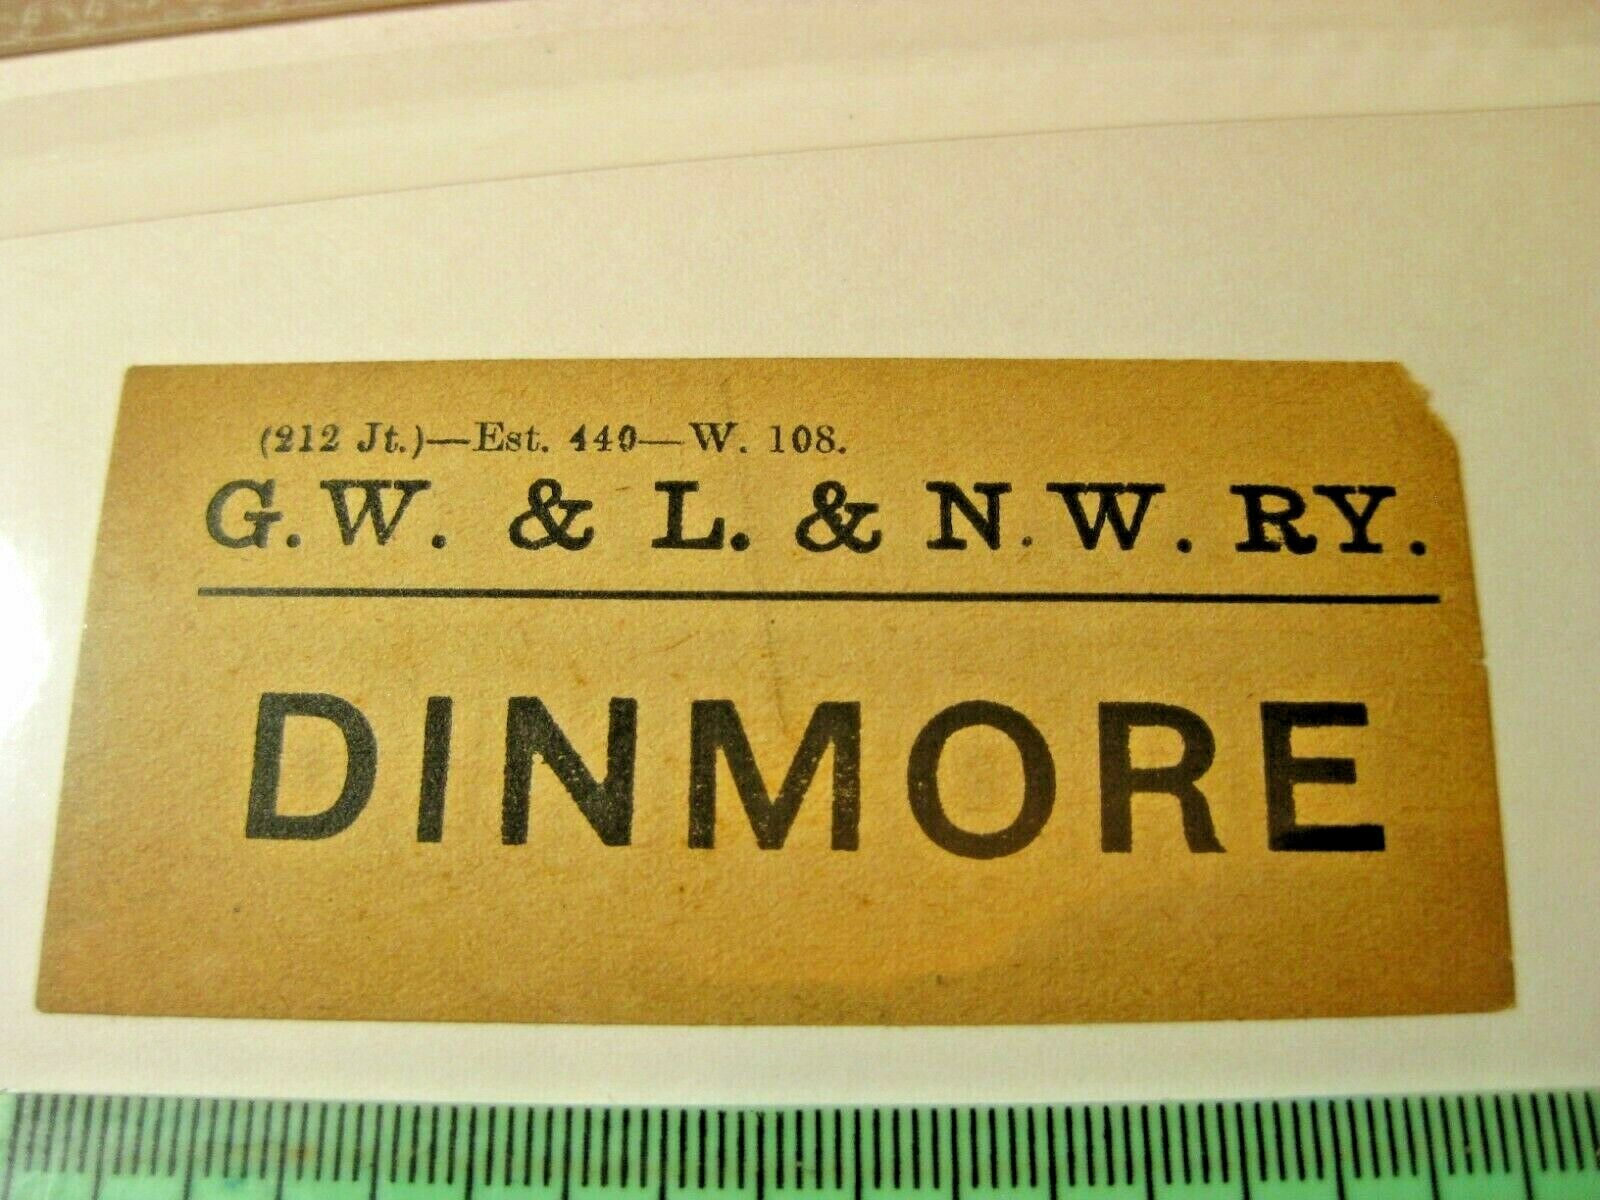 (212 Jt.)—Est. 440—W. 108.
G. W. & L. & N. W. RY.
DINMORE